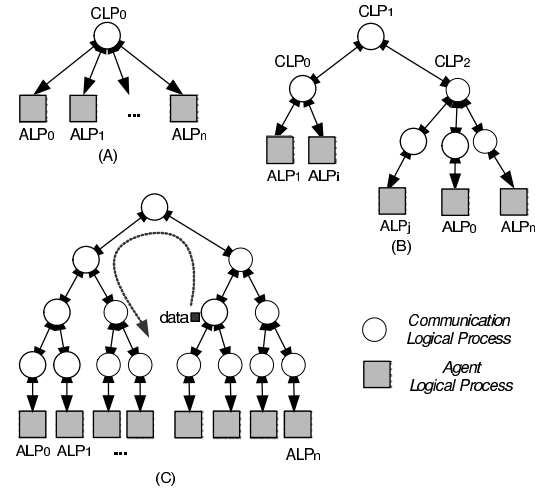 CLP0
ALP0 ALP1 ... ALPn
(A)
CLP1
CLP0 CLP2
ALP1 ALPi
ALPj ALP0 ALPn
(B)
data
Communication
Logical Process
Agent
Logical Process
ALP0 ALP1 ... ALPn
(C)